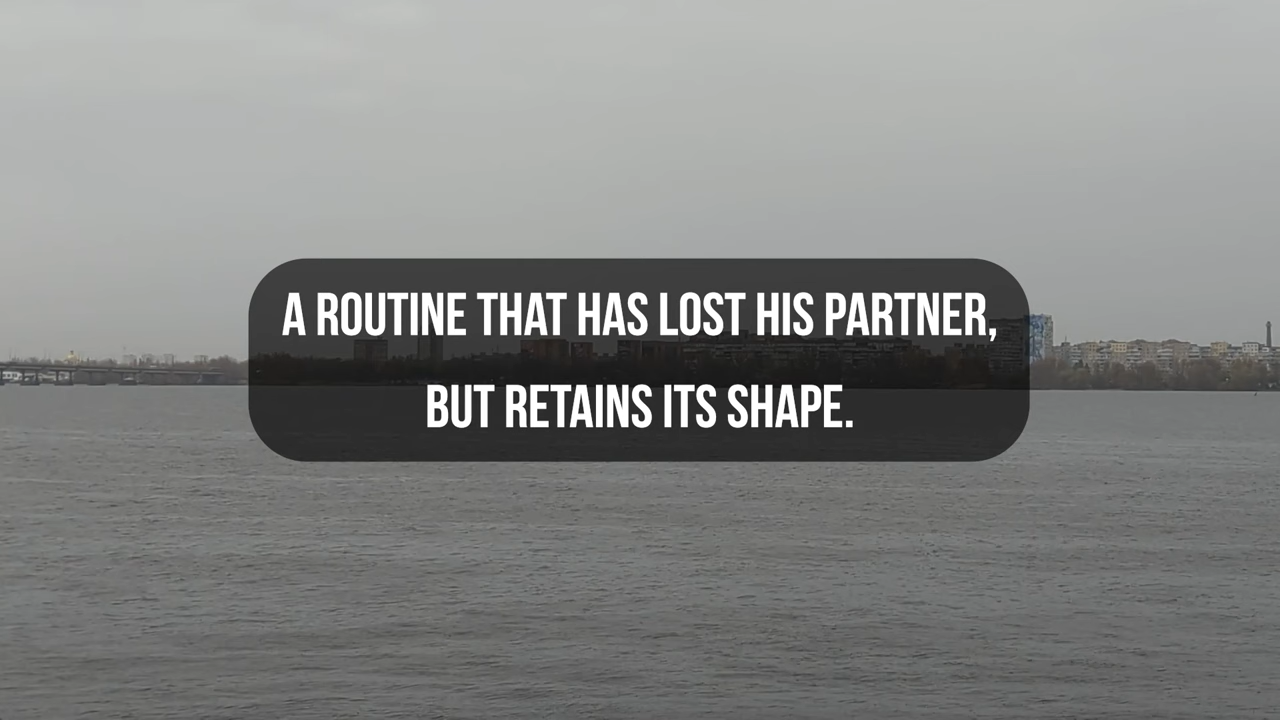 A ROUTINE THAT HAS LOST HIS PARTNER,
BUT RETAINS ITS SHAPE.